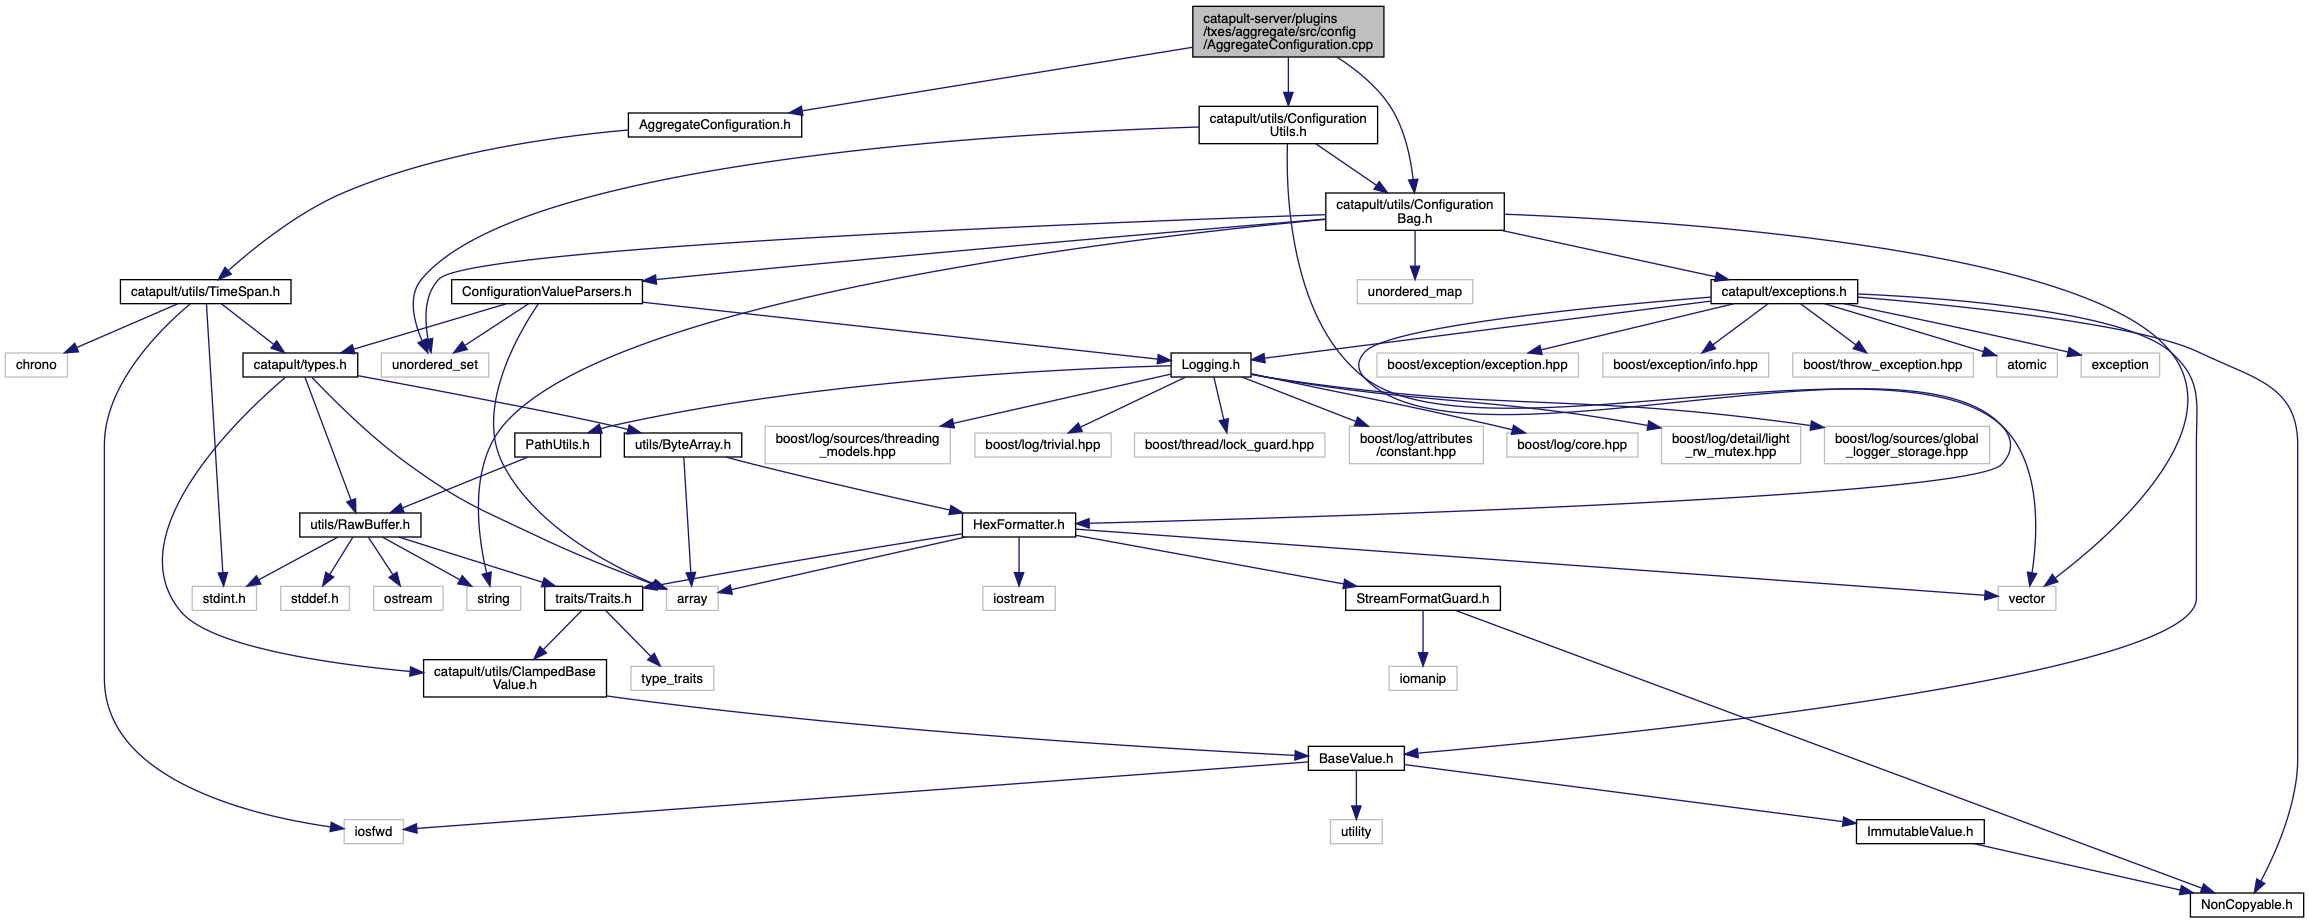 catapult-server/plugins
/txes/aggregate/src/config
/AggregateConfiguration.cpp
AggregateConfiguration.h
catapult/utils/Configuration
Utils.h
catapult/utils/Configuration
Bag.h
catapult/utils/TimeSpan.h
ConfigurationValueParsers.h
unordered_map
catapult/exceptions.h
chrono
catapult/types.h
unordered_set
Logging.h
boost/exception/exception.hpp
boost/exception/info.hpp
boost/throw_exception.hpp
atomic
exception
PathUtils.h
utils/ByteArray.h
boost/log/sources/threading
_models.hpp
boost/log/trivial.hpp
boost/thread/lock_guard.hpp
boost/log/attributes
/constant.hpp
boost/log/core.hpp
boost/log/detail/light
_rw_mutex.hpp
boost/log/sources/global
_logger_storage.hpp
utils/RawBuffer.h
HexFormatter.h
stdint.h
stddef.h
ostream
string
traits/Traits.h
array
iostream
StreamFormatGuard.h
vector
catapult/utils/ClampedBase
Value.h
type_traits
iomanip
BaseValue.h
iosfwd
utility
ImmutableValue.h
NonCopyable.h